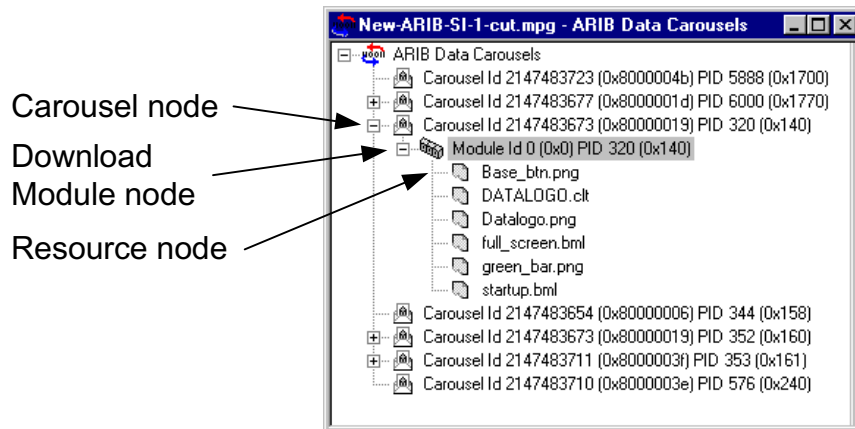 New-ARIB-SI-1-cut.mpg - ARIB Data Carousels
ARIB Data Carousels
Carousel Id 2147483723 (0x8000004b) PID 5888 (0x1700)
Carousel Id 2147483677 (0x8000001d) PID 6000 (0x1770)
Carousel Id 2147483673 (0x80000019) PID 320 (0x140)
Module Id 0 (0x0) PID 320 (0x140)
Base_btn.png
DATALOGO.clt
Datalogo.png
full_screen.bml
green_bar.png
startup.bml
Carousel Id 2147483654 (0x80000006) PID 344 (0x158)
Carousel Id 2147483673 (0x80000019) PID 352 (0x160)
Carousel Id 2147483711 (0x8000003f) PID 353 (0x161)
Carousel Id 2147483710 (0x8000003e) PID 576 (0x240)
Carousel node
Download
Module node
Resource node